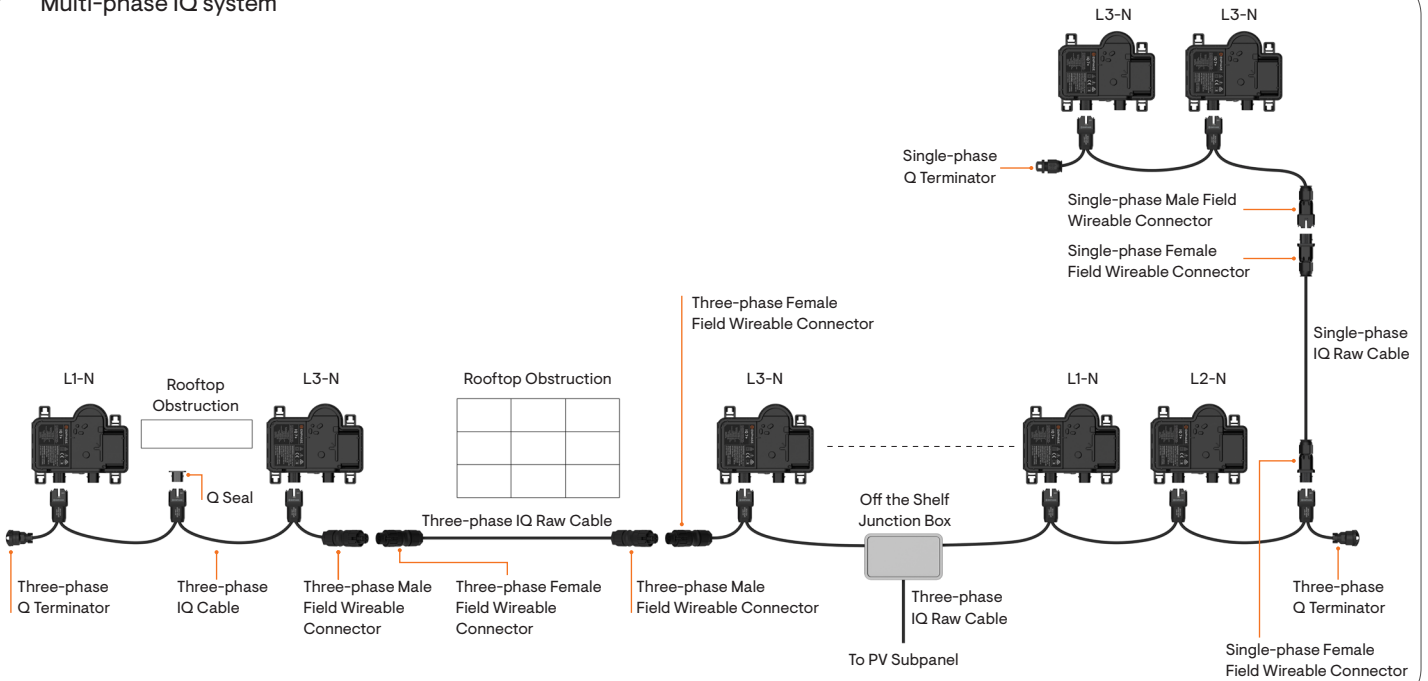 Multi-phase IQ system
L3-N
L3-N
Single-phase
Q Terminator
Single-phase Male Field
Wireable Connector
Single-phase Female
Field Wireable Connector
Three-phase Female
Field Wireable Connector
Single-phase
IQ Raw Cable
L1-N
Rooftop
Obstruction
L3-N
Rooftop Obstruction
L3-N
L1-N
L2-N
Q Seal
Three-phase IQ Raw Cable
Off the Shelf
Junction Box
Three-phase
Q Terminator
Three-phase
IQ Cable
Three-phase Male
Field Wireable
Connector
Three-phase Female
Field Wireable
Connector
Three-phase Male
Field Wireable Connector
Three-phase
IQ Raw Cable
Three-phase
Q Terminator
To PV Subpanel
Single-phase Female
Field Wireable Connector